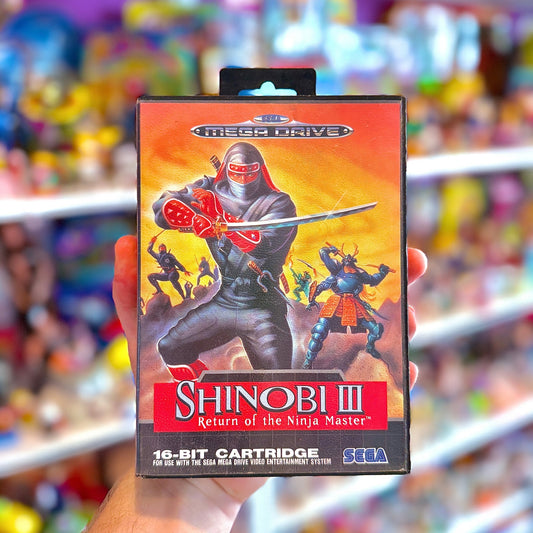 SEGA
MEGA DRIVE
SHINOBI III
Return of the Ninja Master™
16-BIT CARTRIDGE
FOR USE WITH THE SEGA MEGA DRIVE VIDEO ENTERTAINMENT SYSTEM
SEGA